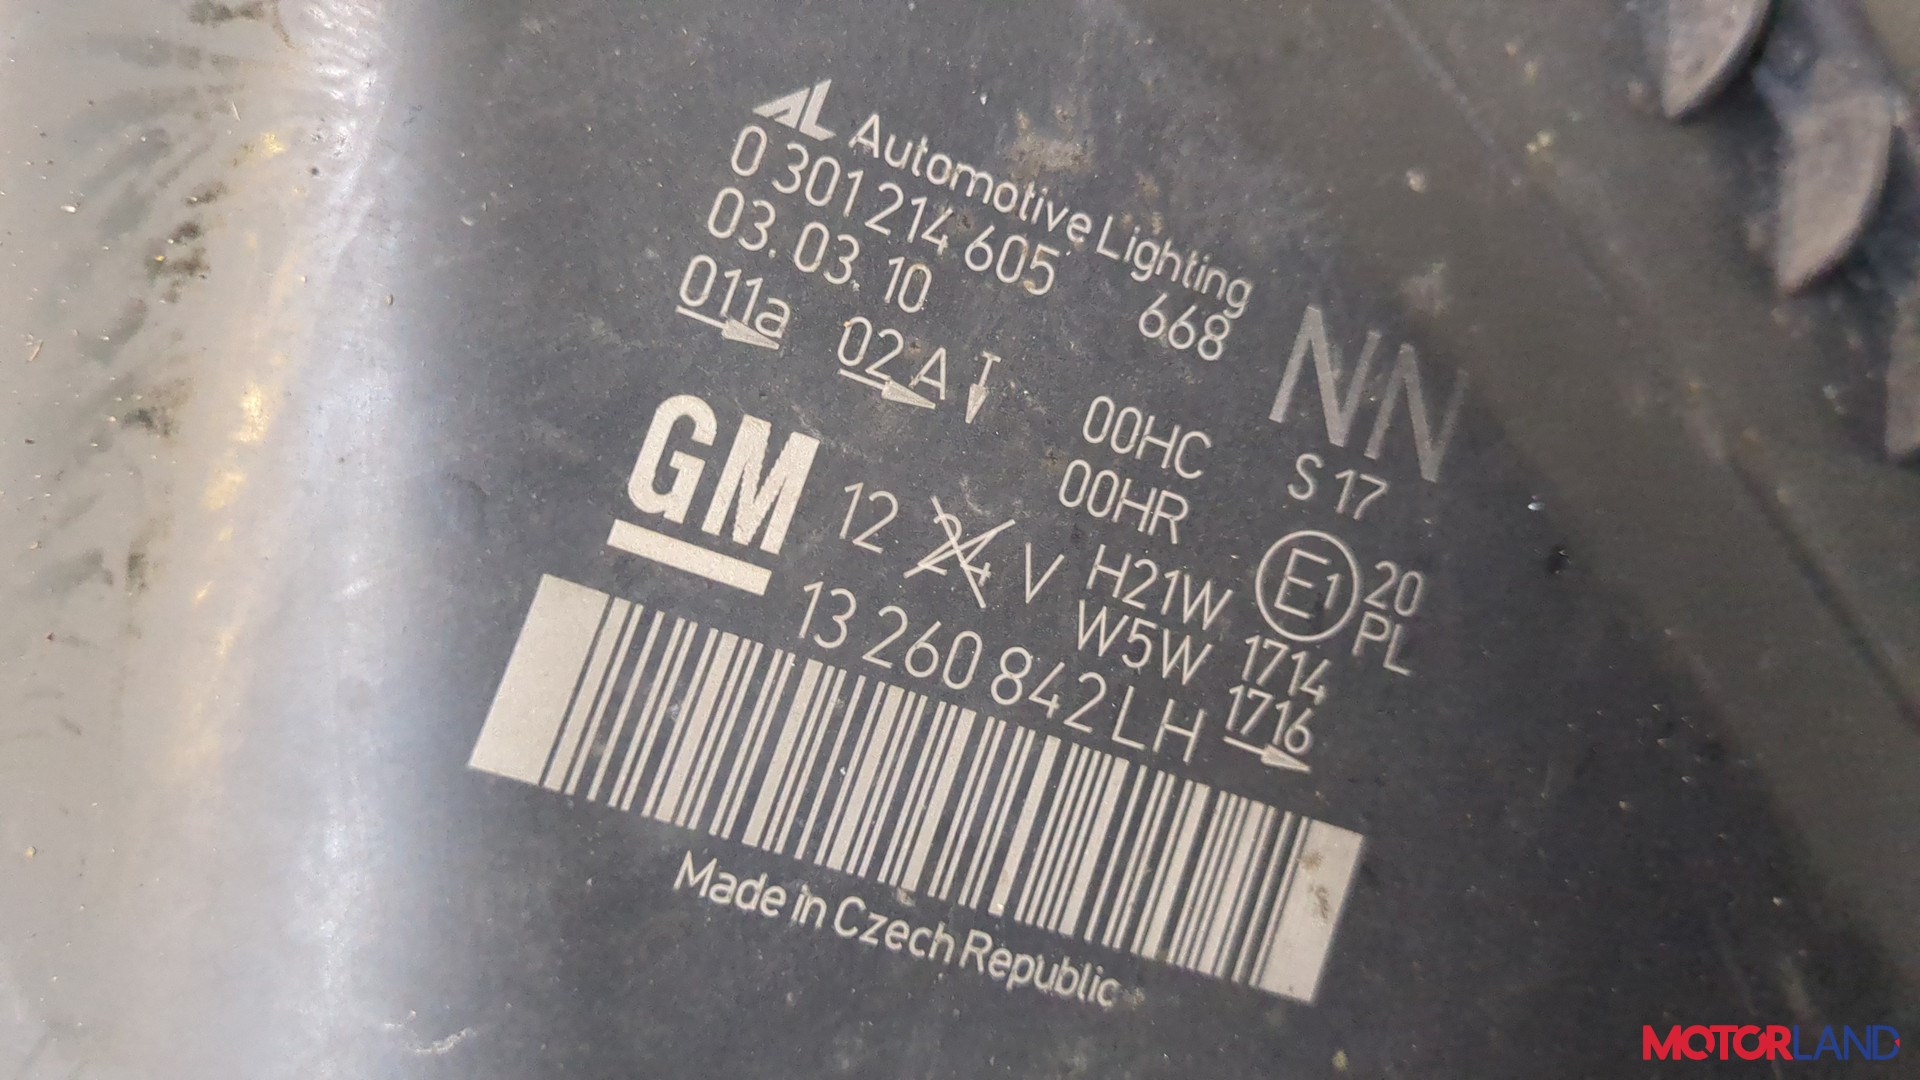 AL Automotive Lighting
0 301 214 605 668
03. 03. 10 NN
011a 02A T
00HC S 17
00HR
GM 12 24 V H21W E1 20
W5W 1714 PL
13 260 842 LH 1716
Made in Czech Republic
MOTORLAND